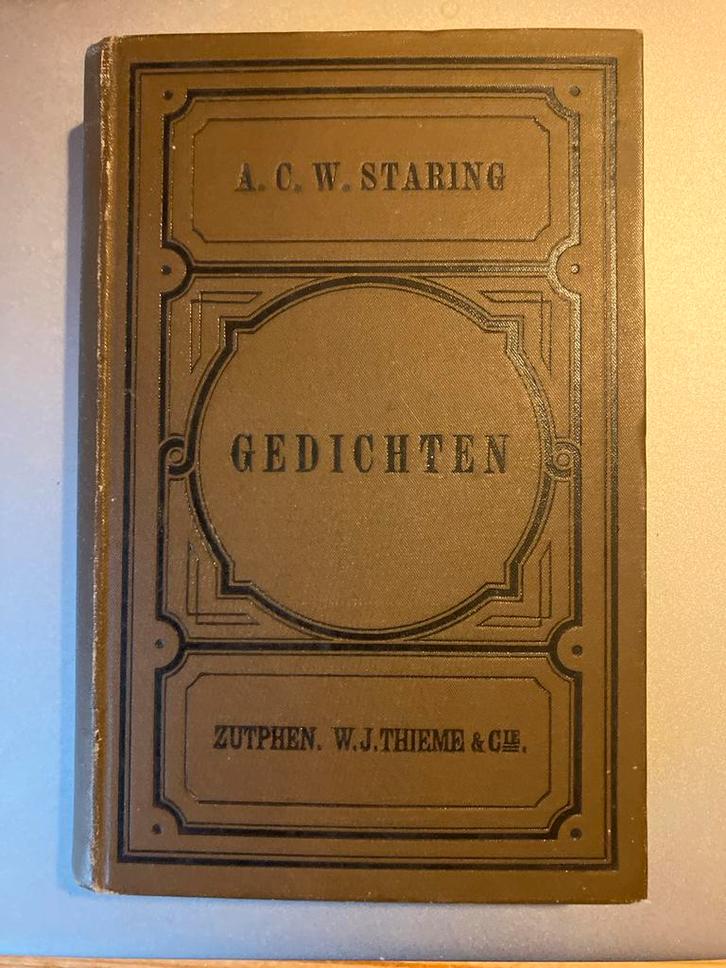 A. C. W. STARING
GEDICHTEN
ZUTPHEN. W. J. THIEME & CIE.